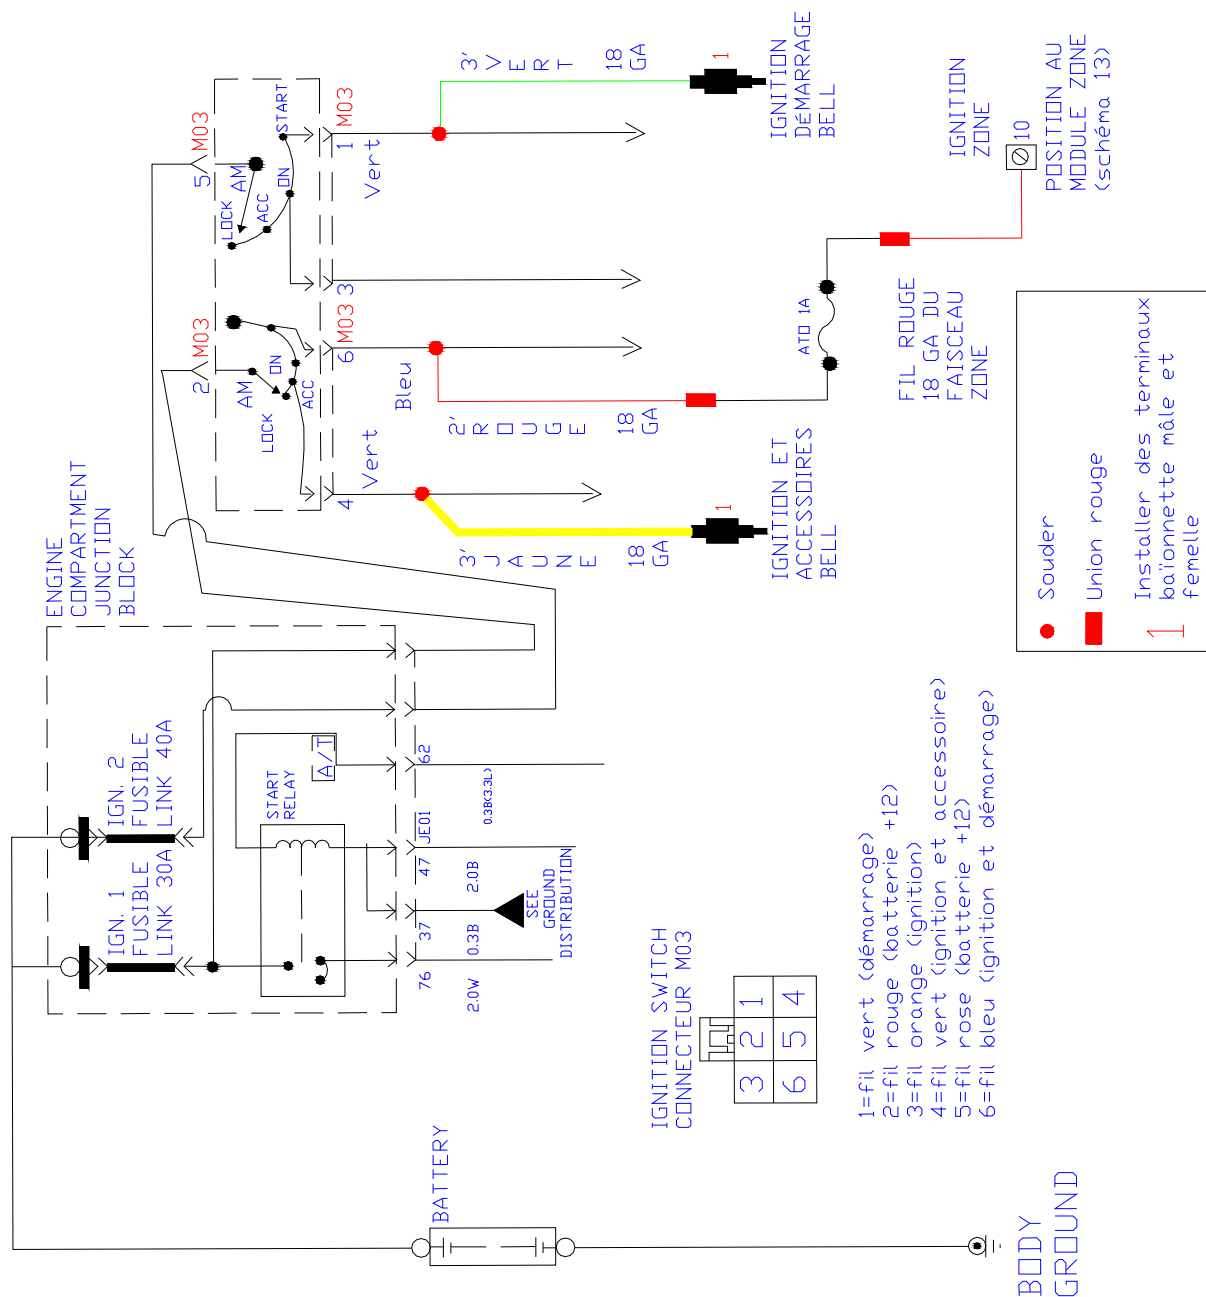 BATTERY
BODY
GROUND
ENGINE
COMPARTMENT
JUNCTION
BLOCK
IGN. 1
FUSIBLE
LINK 30A
IGN. 2
FUSIBLE
LINK 40A
START
RELAY
A/T
76
37
47
JE01
62
2.0W
0.3B
2.0B
0.3B(3.3L)
SEE
GROUND
DISTRIBUTION
IGNITION SWITCH
CONNECTEUR M03
3 2 1
6 5 4
1=fil vert (démarrage)
2=fil rouge (batterie +12)
3=fil orange (ignition)
4=fil vert (ignition et accessoire)
5=fil rose (batterie +12)
6=fil bleu (ignition et démarrage)
2 M03
5 M03
AM
LOCK
ACC
ON
AM
LOCK
ACC
ON
START
4
6 M03
3
1 M03
Vert
Bleu
Vert
3' JAUNE
18
GA
1
IGNITION ET
ACCESSOIRES
BELL
2' ROUGE
18
GA
ATO 1A
FIL ROUGE
18 GA DU
FAISCEAU
ZONE
3' VERT
18
GA
1
IGNITION
DÉMARRAGE
BELL
IGNITION
ZONE
10
POSITION AU
MODULE ZONE
(schéma 13)
Souder
Union rouge
1
Installer des terminaux
baïonnette mâle et
femelle